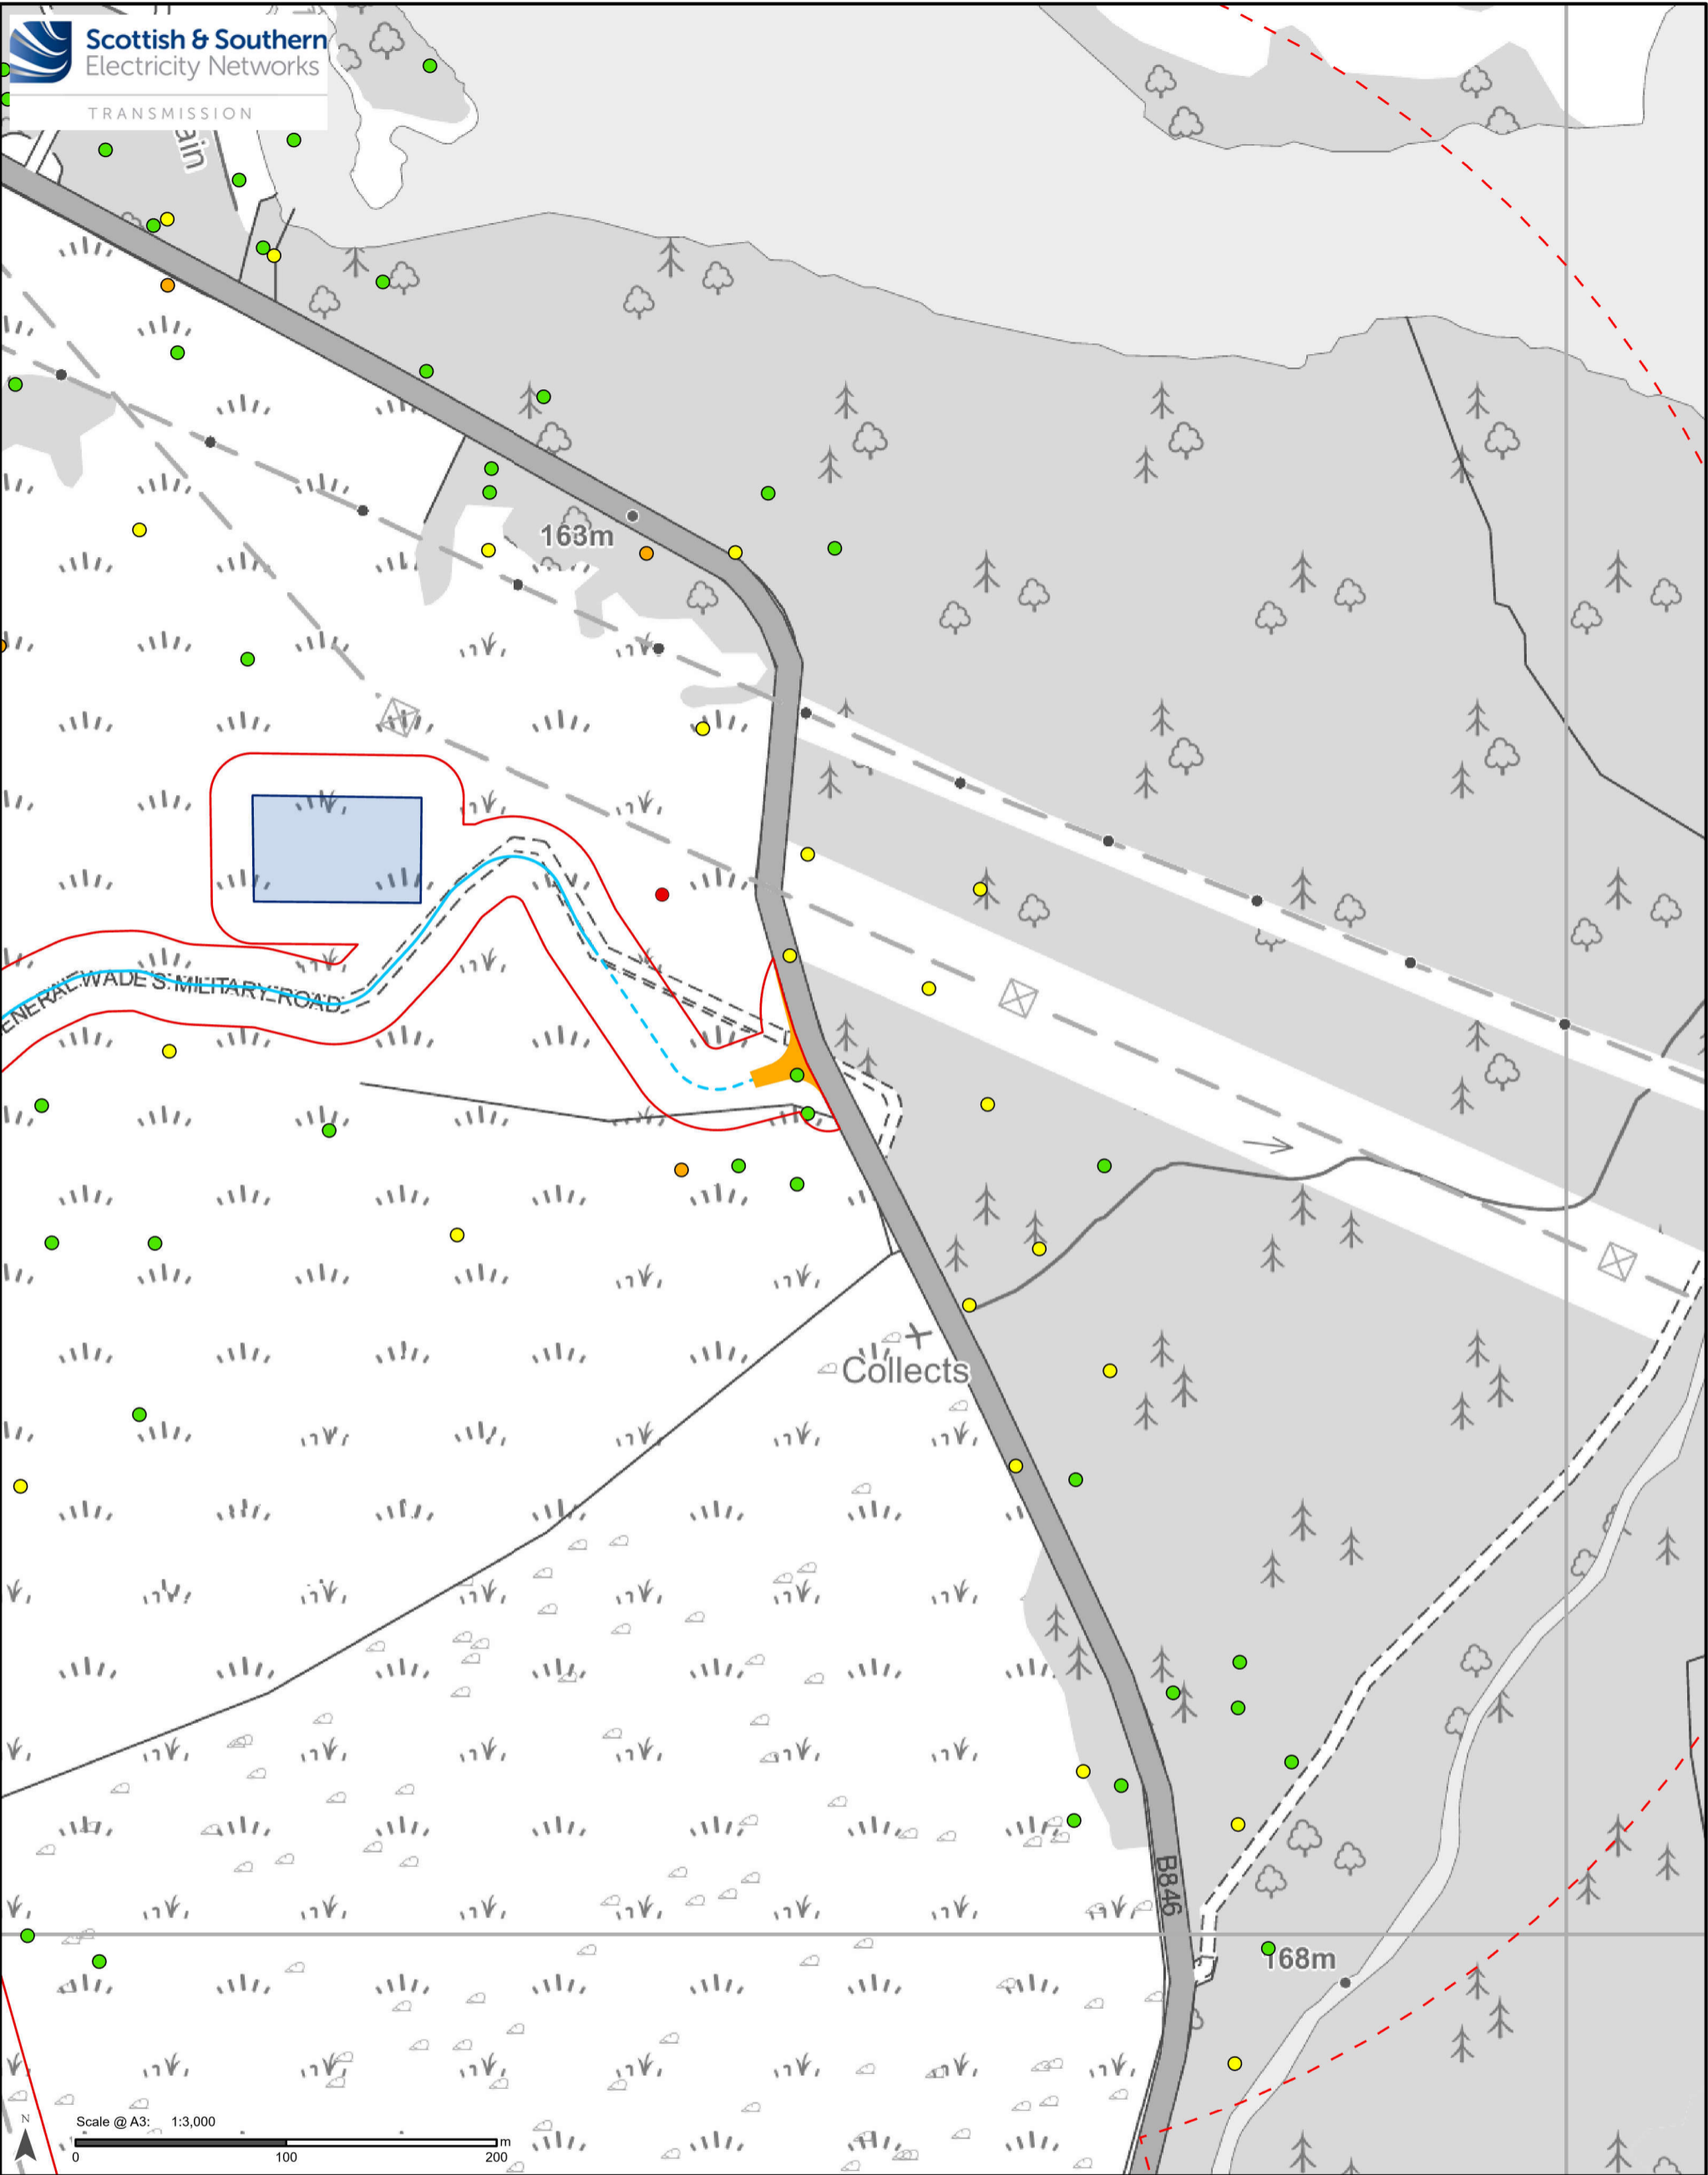 Scottish & Southern
Electricity Networks
TRANSMISSION
ain
163m
ENERAL WADE'S MILITARY ROAD
Collects
B846
168m
N
Scale @ A3: 1:3,000
m
0 100 200